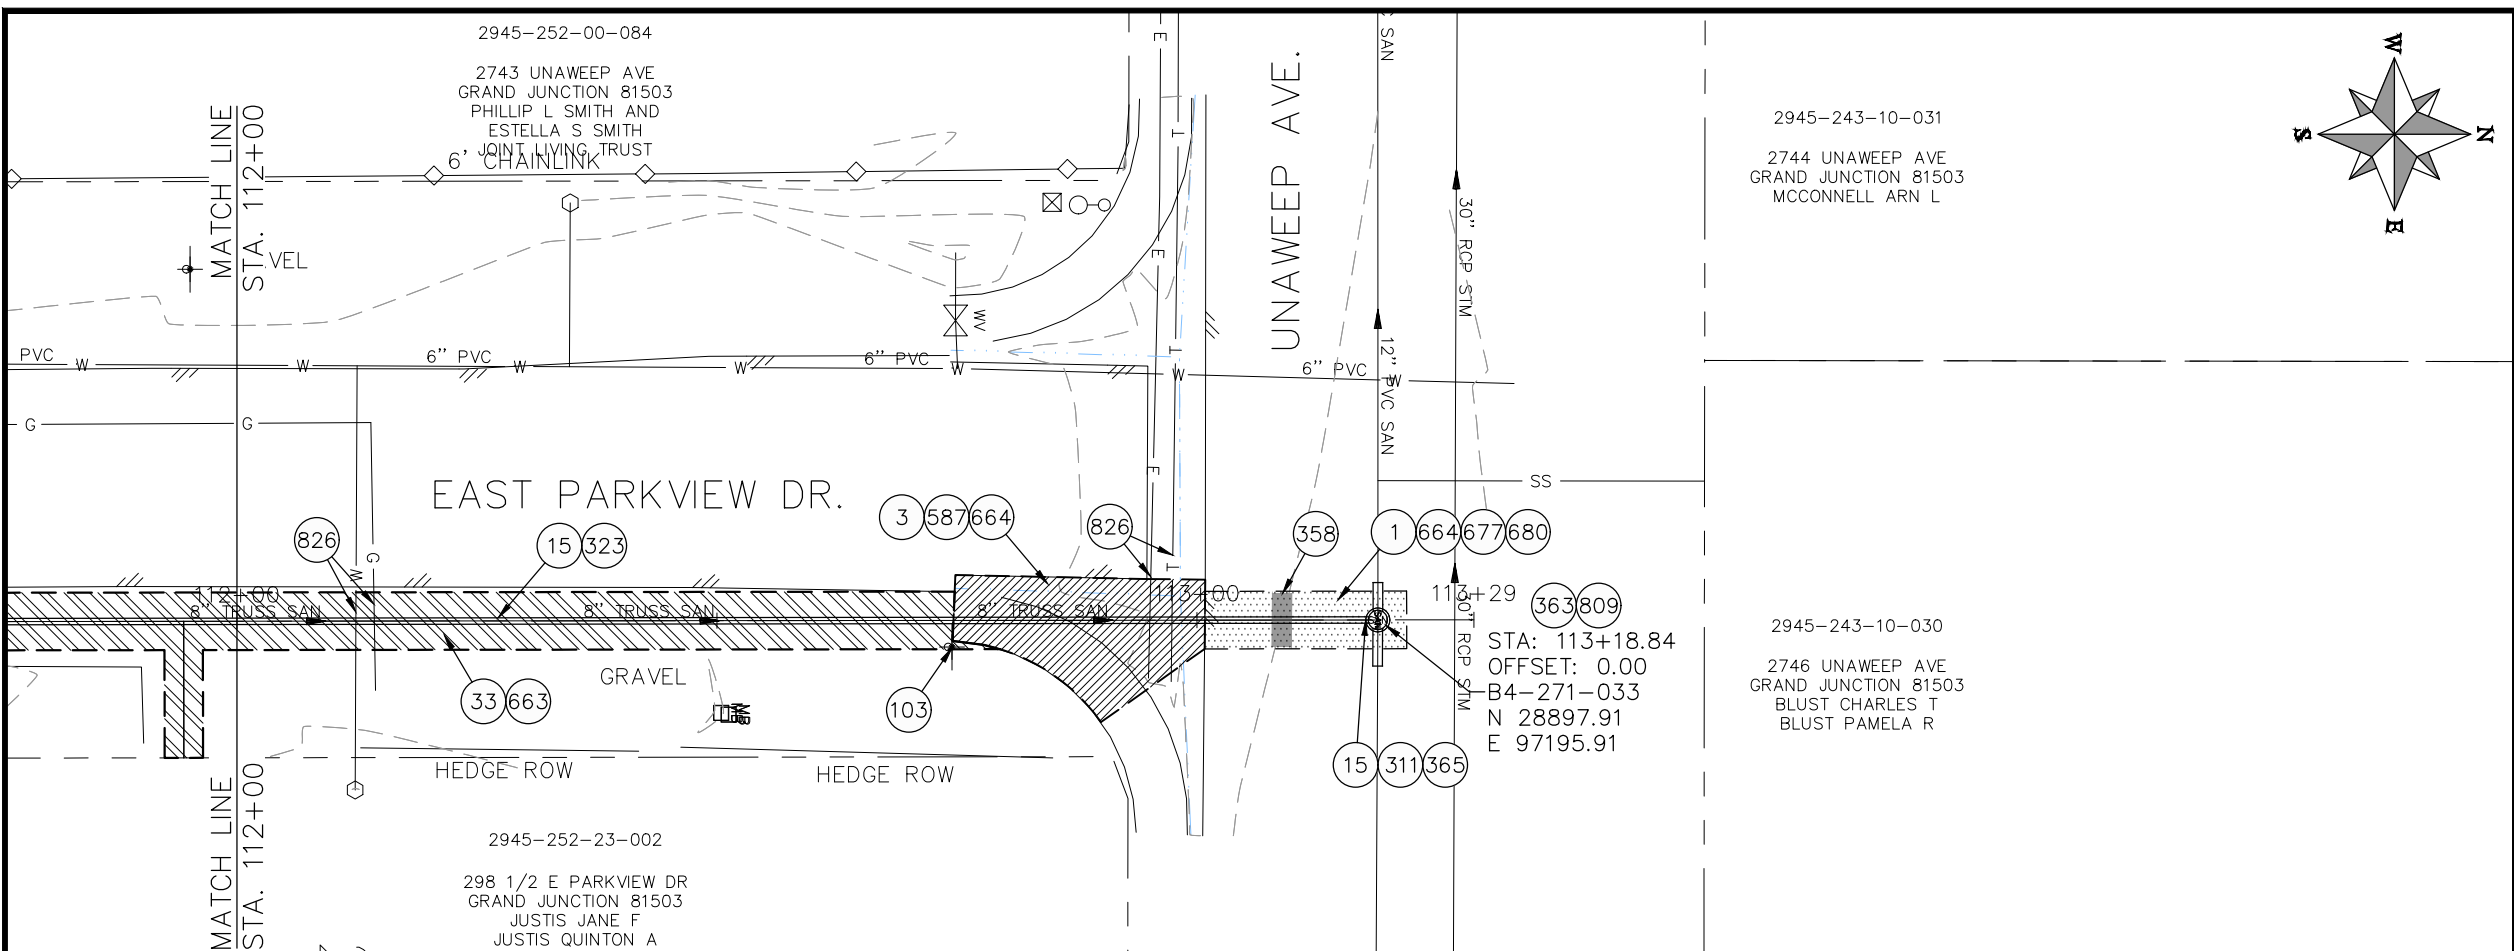 2945-252-00-084
2743 UNAWEEP AVE
GRAND JUNCTION 81503
PHILLIP L SMITH AND
ESTELLA S SMITH
JOINT LIVING TRUST
6' CHAINLINK
MATCH LINE
STA. 112+00
VEL
E
T
SAN
UNAWEEP AVE.
E
T
30" RCP STM
2945-243-10-031
2744 UNAWEEP AVE
GRAND JUNCTION 81503
MCCONNELL ARN L
W
S
N
E
WV
PVC
W
W
6" PVC
W
W
6" PVC
W
W
6" PVC
W
T
12" PVC SAN
G
G
EAST PARKVIEW DR.
E
SS
826
15 323
3 587 664
826
358
1 664 677 680
G
W
T
112+00
113+00
113+29
363 809
8" TRUSS SAN
8" TRUSS SAN
8" TRUSS SAN
SAN
30" RCP STM
STA: 113+18.84
OFFSET: 0.00
B4-271-033
N 28897.91
E 97195.91
GRAVEL
33 663
MB
103
15 311 365
2945-243-10-030
2746 UNAWEEP AVE
GRAND JUNCTION 81503
BLUST CHARLES T
BLUST PAMELA R
HEDGE ROW
HEDGE ROW
MATCH LINE
STA. 112+00
2945-252-23-002
298 1/2 E PARKVIEW DR
GRAND JUNCTION 81503
JUSTIS JANE F
JUSTIS QUINTON A